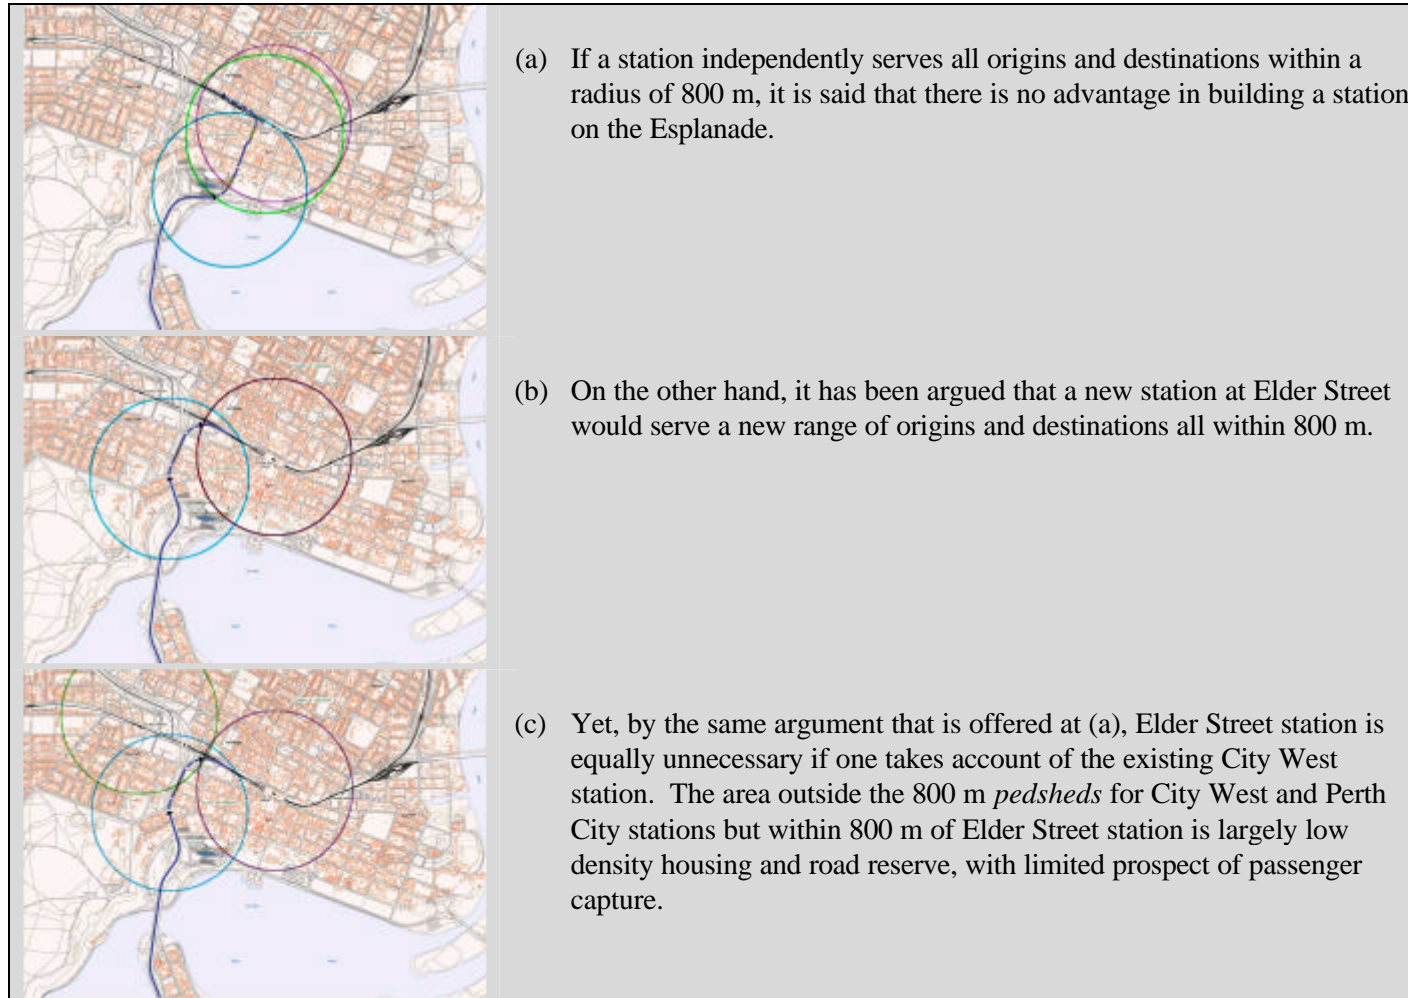 (a) If a station independently serves all origins and destinations within a
radius of 800 m, it is said that there is no advantage in building a station
on the Esplanade.
(b) On the other hand, it has been argued that a new station at Elder Street
would serve a new range of origins and destinations all within 800 m.
(c) Yet, by the same argument that is offered at (a), Elder Street station is
equally unnecessary if one takes account of the existing City West
station. The area outside the 800 m pedsheds for City West and Perth
City stations but within 800 m of Elder Street station is largely low
density housing and road reserve, with limited prospect of passenger
capture.